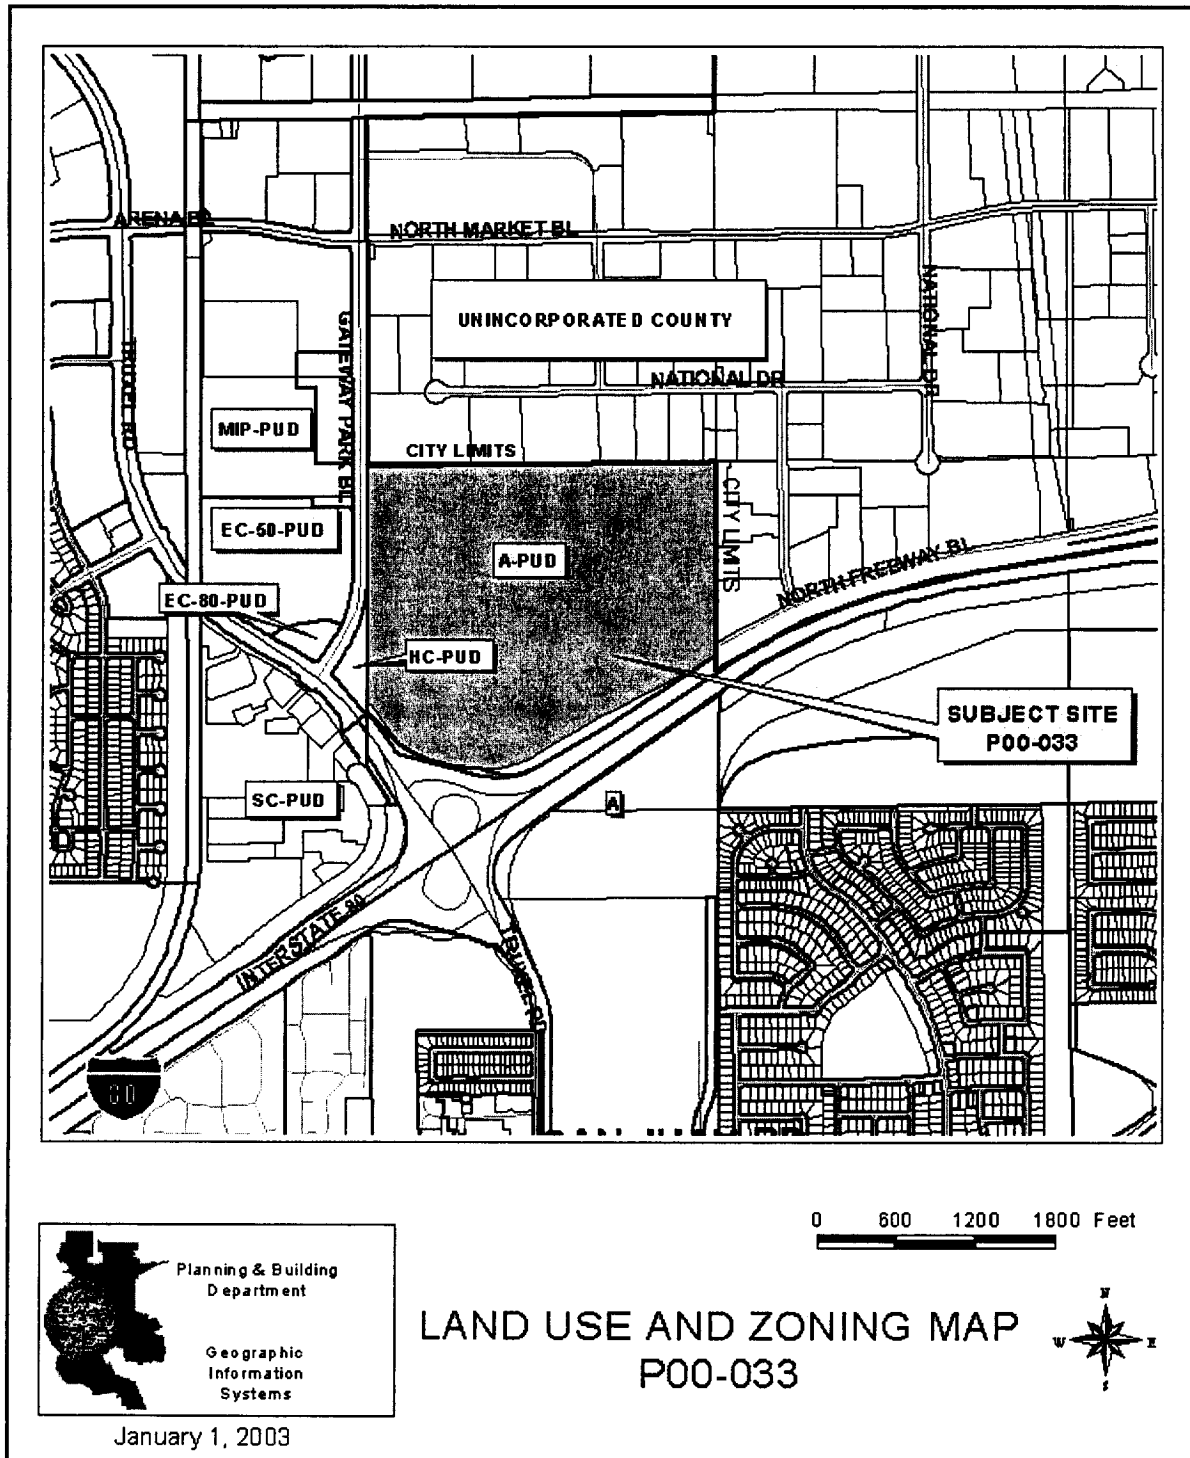 ARENA BL
NORTH MARKET BL
UNINCORPORATED COUNTY
NATIONAL DR
NATIONAL DR
GATEWAY PARK BL
TRUXEL RD
MIP-PUD
CITY LIMITS
CITY LIMITS
EC-50-PUD
A-PUD
NORTH FREEWAY BL
EC-80-PUD
HC-PUD
SUBJECT SITE
P00-033
SC-PUD
A
INTERSTATE 80
TRUXEL RD
80
0 600 1200 1800 Feet
Planning & Building
Department
Geographic
Information
Systems
LAND USE AND ZONING MAP
P00-033
N
W
E
S
January 1, 2003